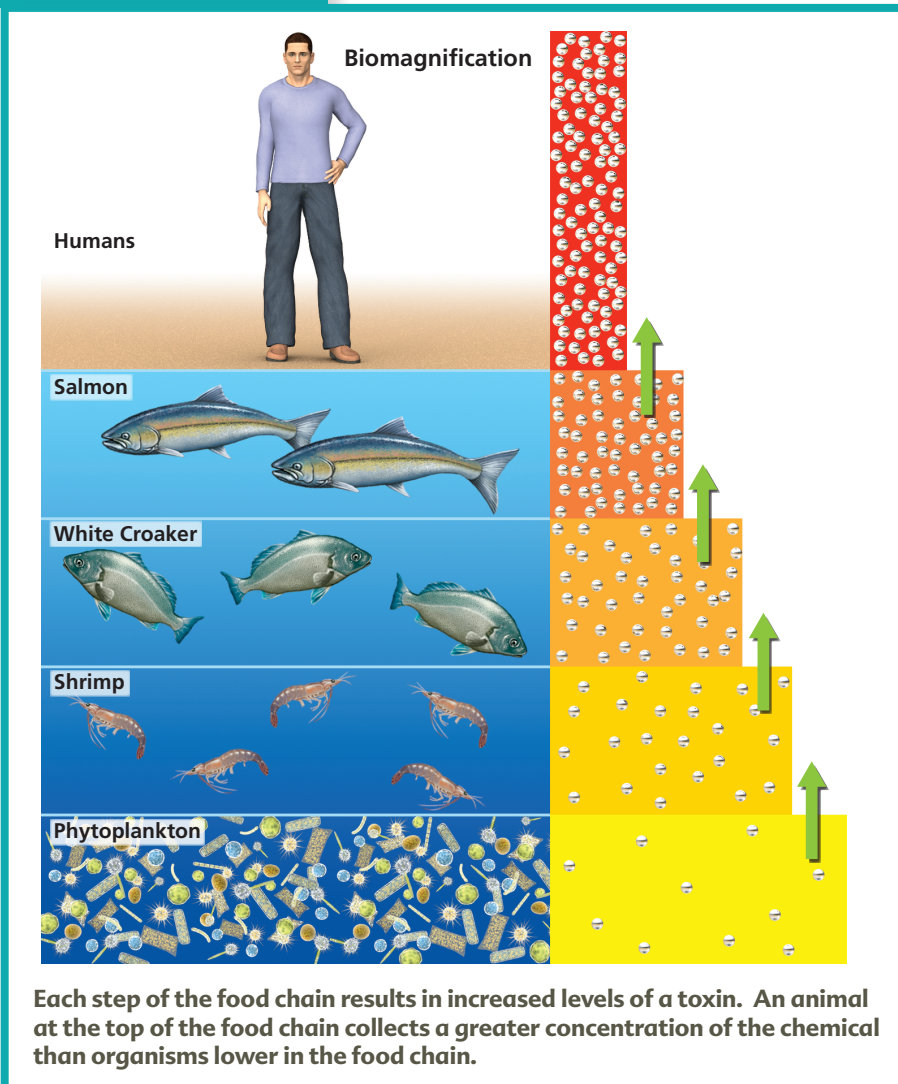 Biomagnification
Humans
Salmon
White Croaker
Shrimp
Phytoplankton
Each step of the food chain results in increased levels of a toxin.  An animal
at the top of the food chain collects a greater concentration of the chemical
than organisms lower in the food chain.